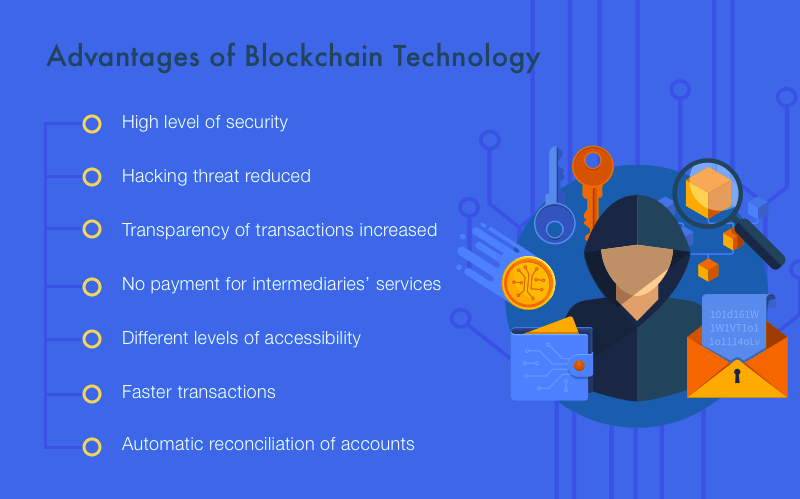 Advantages of Blockchain Technology
High level of security
Hacking threat reduced
Transparency of transactions increased
No payment for intermediaries’ services
Different levels of accessibility
Faster transactions
Automatic reconciliation of accounts
101d161W
1W1VT1o1
1o1114oLv